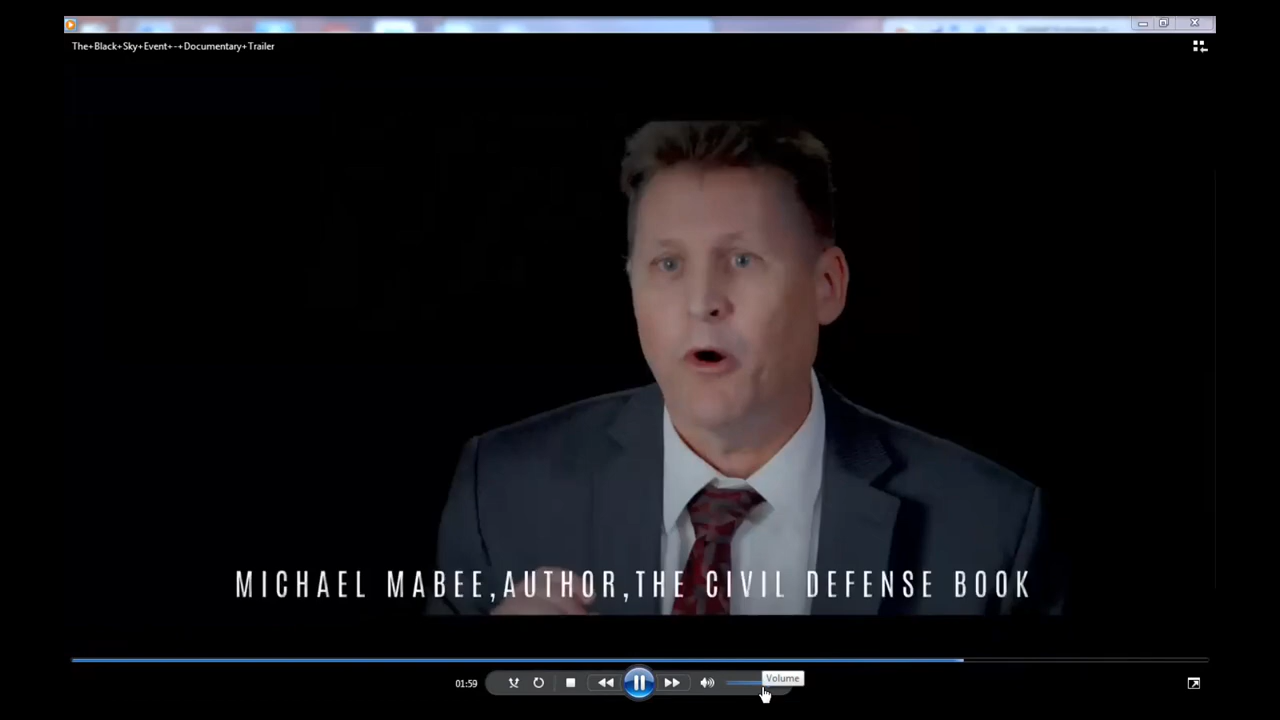 The+Black+Sky+Event+-+Documentary+Trailer
MICHAEL MABEE,AUTHOR,THE CIVIL DEFENSE BOOK
01:59
Volume